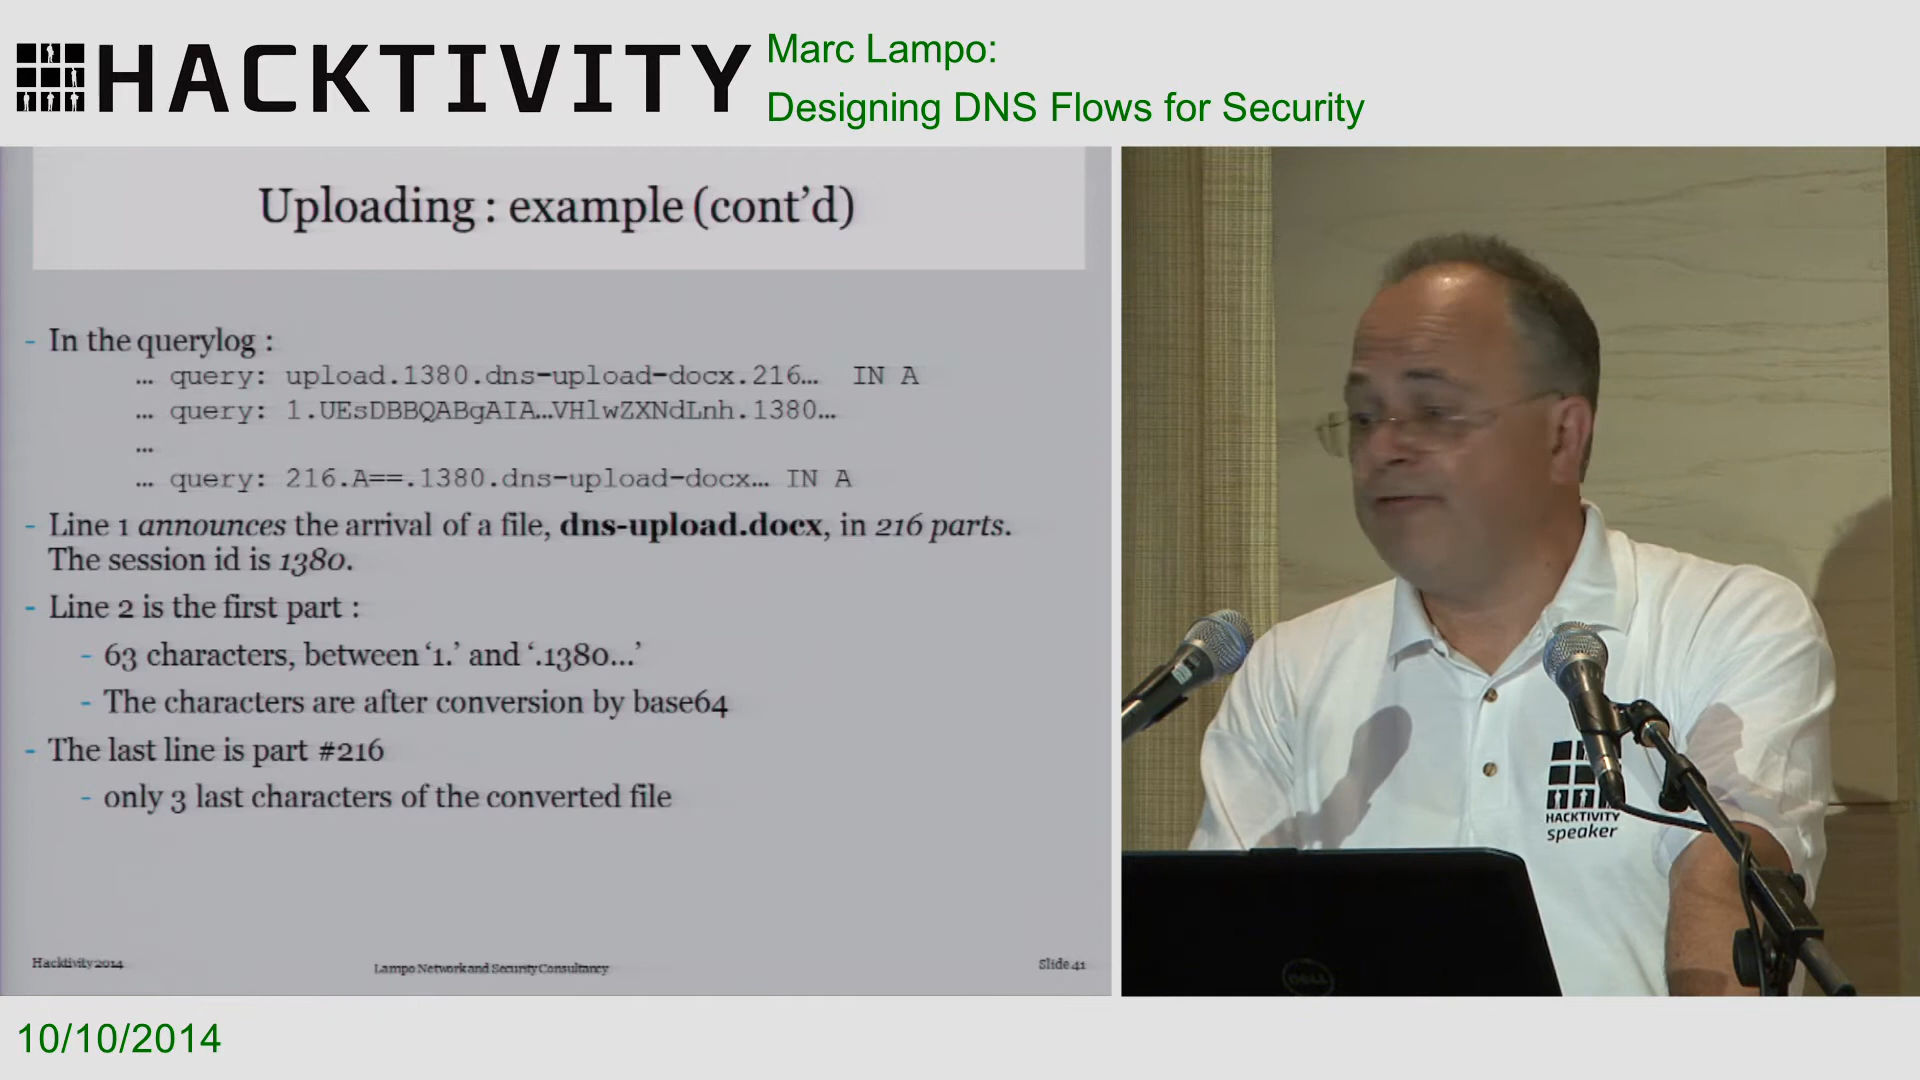 HACKTIVITY
Marc Lampo:
Designing DNS Flows for Security
Uploading : example (cont'd)
- In the querylog :
... query: upload.1380.dns-upload-docx.216… IN A
... query: 1.UEsDBBQABgAIA…VHlwZXNdLnh.1380…
...
... query: 216.A==.1380.dns-upload-docx… IN A
- Line 1 announces the arrival of a file, dns-upload.docx, in 216 parts.
The session id is 1380.
- Line 2 is the first part :
- 63 characters, between '1.' and '.1380...'
- The characters are after conversion by base64
- The last line is part #216
- only 3 last characters of the converted file
Hacktivity 2014
Lampo Network and Security Consultancy
Slide 41
HACKTIVITY
speaker
DELL
10/10/2014